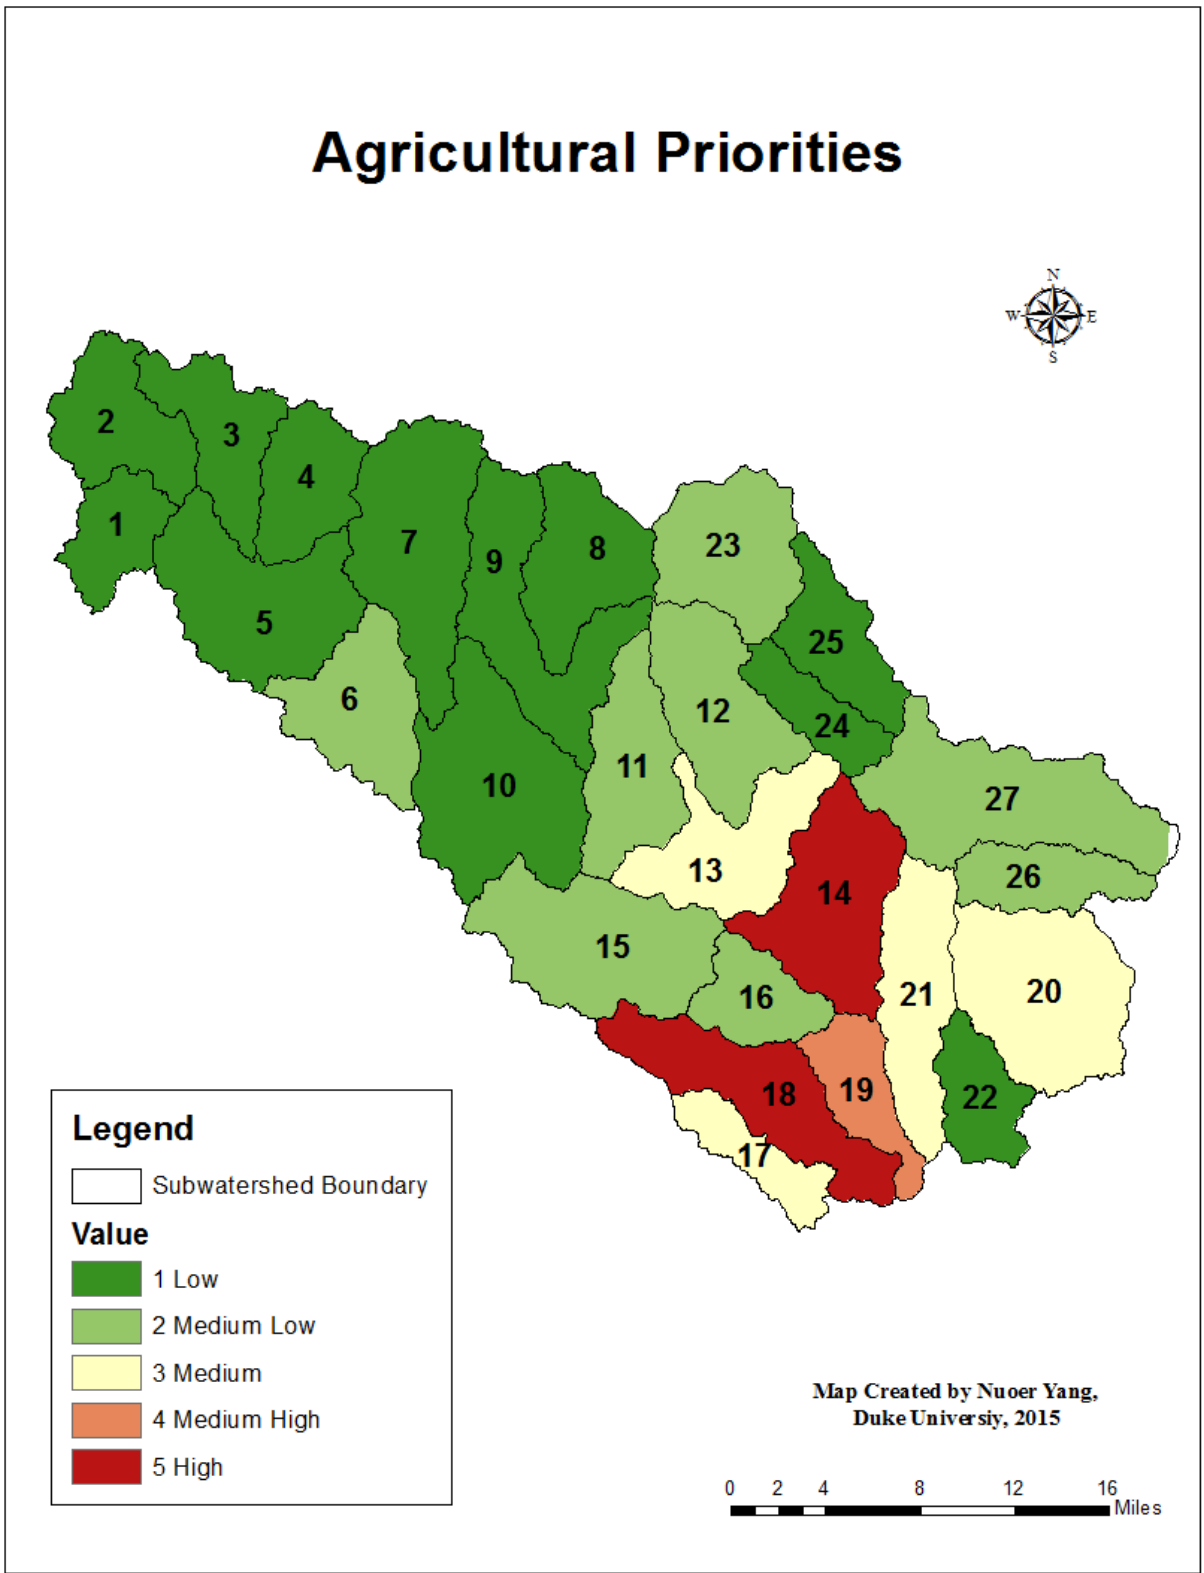 Agricultural Priorities
N
W E
S
2
3
4
1
7
9
8
23
5
25
6
12
24
11
10
27
13
26
14
15
16
21
20
18
19
22
17
Legend
Subwatershed Boundary
Value
1 Low
2 Medium Low
3 Medium
4 Medium High
5 High
Map Created by Nuoer Yang,
Duke Universiy, 2015
0 2 4 8 12 16
Miles